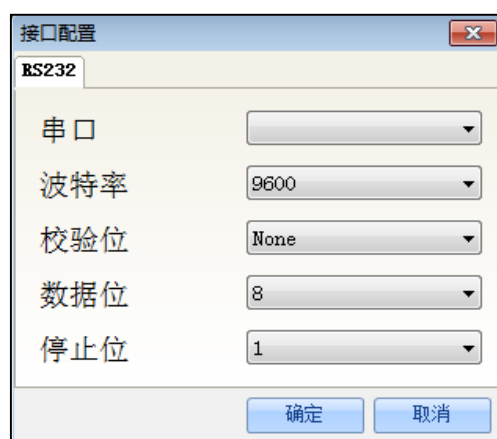 接口配置
RS232
串口
波特率 9600
校验位 None
数据位 8
停止位 1
确定 取消